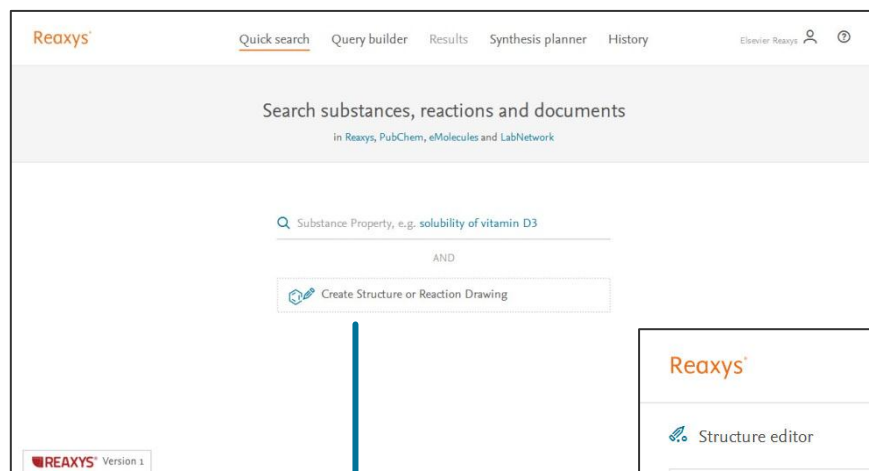 Reaxys®
Quick search Query builder Results Synthesis planner History Elsevier Reaxys
Search substances, reactions and documents
in Reaxys, PubChem, eMolecules and LabNetwork
Substance Property, e.g. solubility of vitamin D3
AND
Create Structure or Reaction Drawing
Reaxys®
Structure editor
REAXYS® Version 1